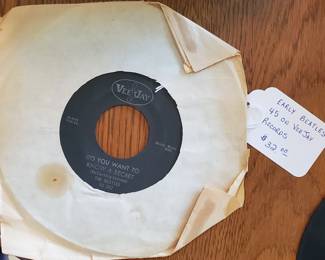 VEE JAY
DO YOU WANT TO
KNOW A SECRET
THE BEATLES
EARLY BEATLES
45 ON VEE JAY
RECORDS
$
32 00